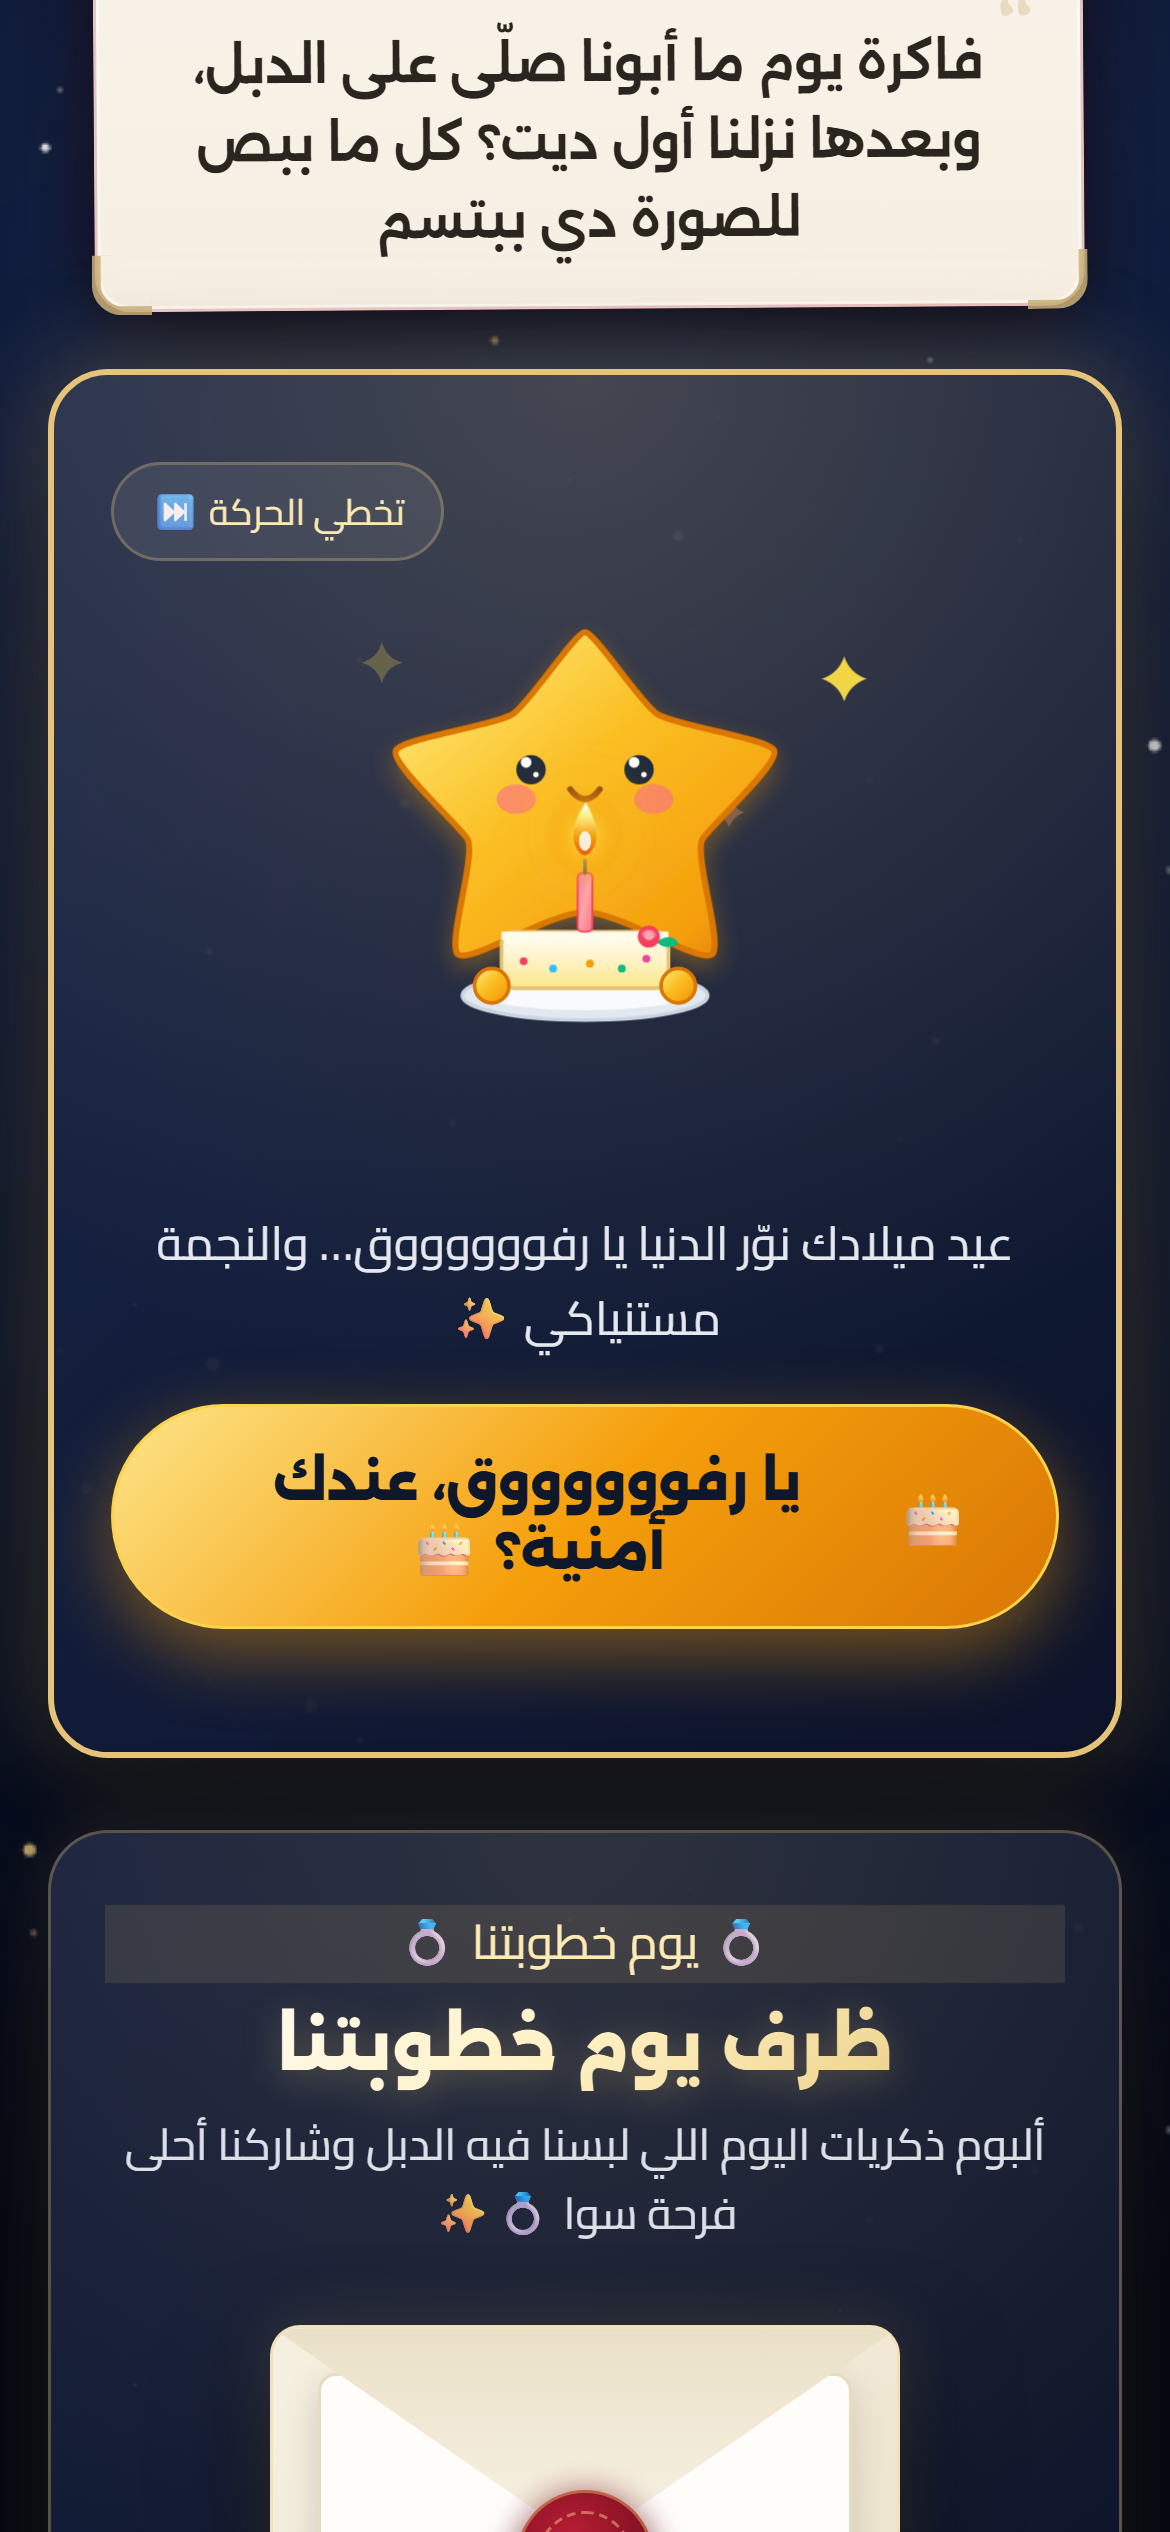 فاكرة يوم ما أبونا صلّى على الدبل،
وبعدها نزلنا أول ديت؟ كل ما ببص
للصورة دي ببتسم
تخطي الحركة ⏭️
عيد ميلادك نوّر الدنيا يا رفووووووق... والنجمة
مستنياكي ✨
🎂 يا رفووووووق، عندك
أمنية؟ 🎂
💍 يوم خطوبتنا 💍
ظرف يوم خطوبتنا
ألبوم ذكريات اليوم اللي لبسنا فيه الدبل وشاركنا أحلى
فرحة سوا 💍✨